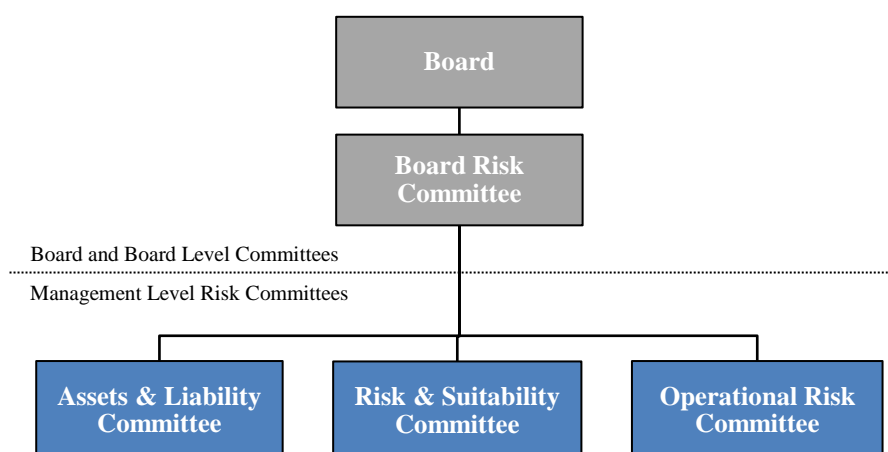 Board
Board Risk
Committee
Board and Board Level Committees
Management Level Risk Committees
Assets & Liability
Committee
Risk & Suitability
Committee
Operational Risk
Committee